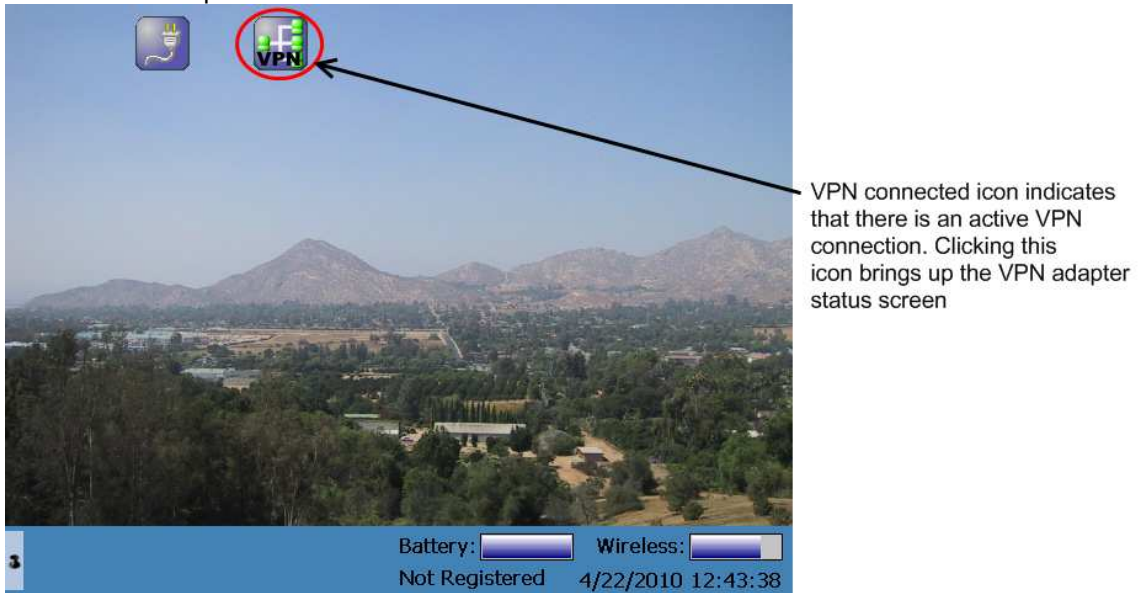 VPN
VPN connected icon indicates
that there is an active VPN
connection. Clicking this
icon brings up the VPN adapter
status screen
Battery: Wireless:
3
Not Registered 4/22/2010 12:43:38